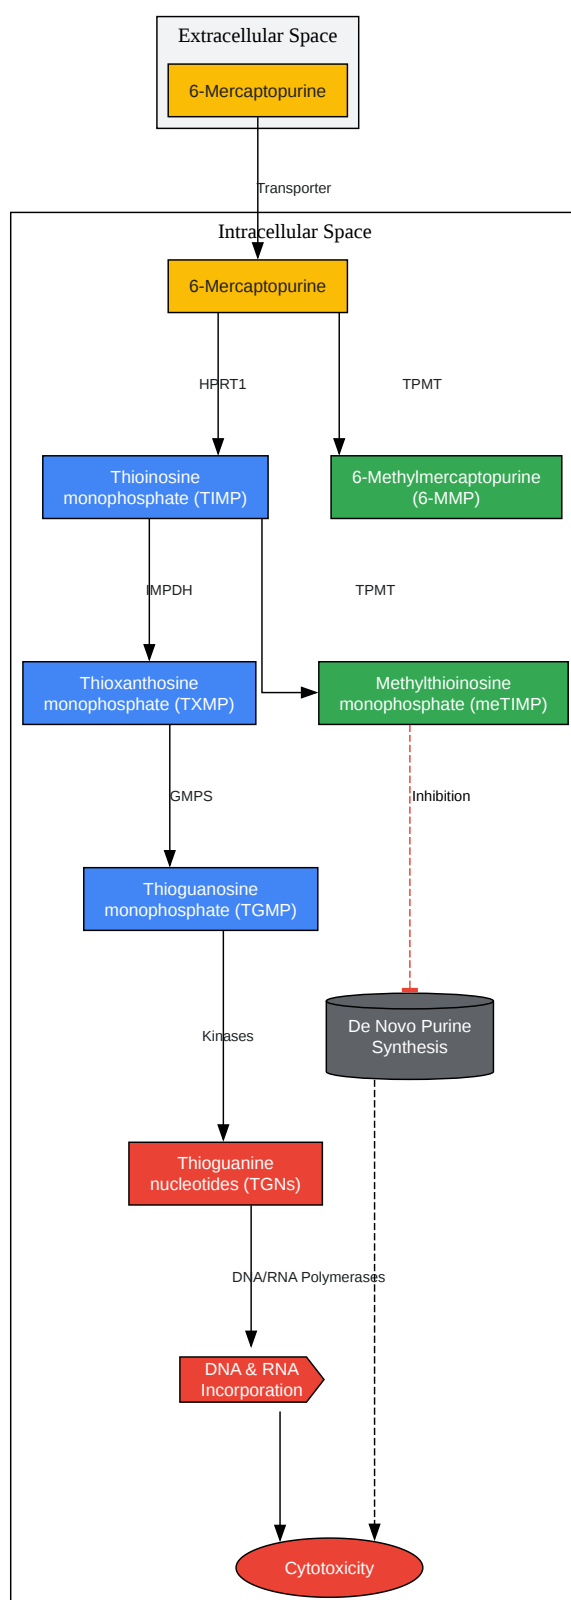 Extracellular Space
6-Mercaptopurine
Transporter
Intracellular Space
6-Mercaptopurine
HPRT1
TPMT
Thioinosine
monophosphate (TIMP)
6-Methylmercaptopurine
(6-MMP)
IMPDH
TPMT
Thioxanthosine
monophosphate (TXMP)
Methylthioinosine
monophosphate (meTIMP)
GMPS
Inhibition
Thioguanosine
monophosphate (TGMP)
De Novo Purine
Synthesis
Kinases
Thioguanine
nucleotides (TGNs)
DNA/RNA Polymerases
DNA & RNA
Incorporation
Cytotoxicity